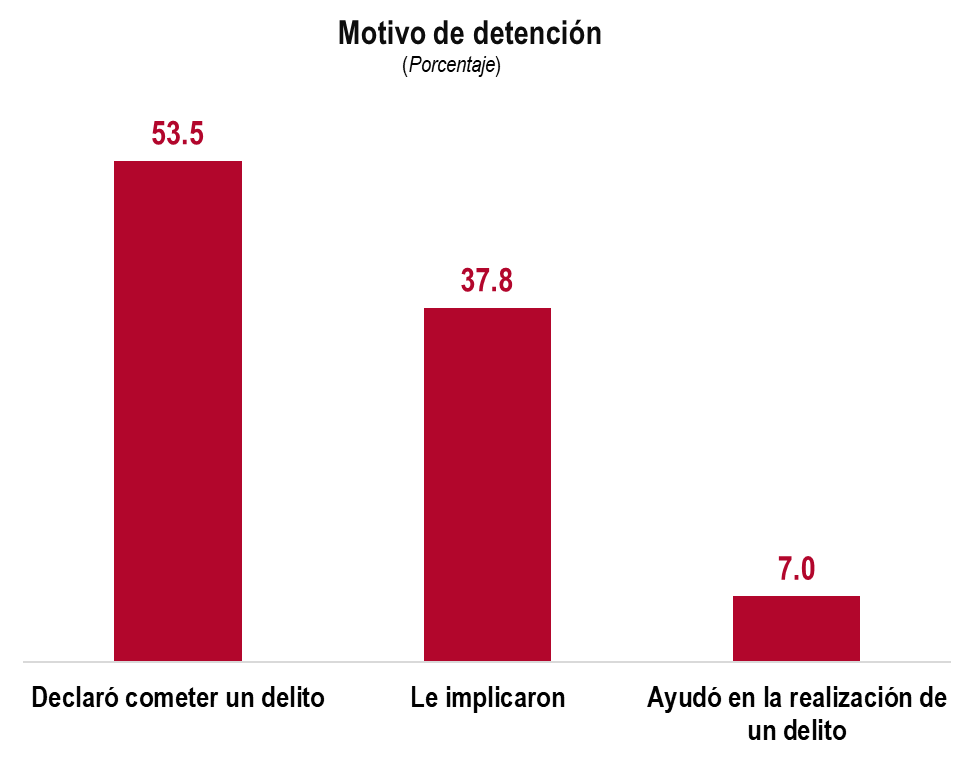 Motivo de detención
(Porcentaje)
53.5
37.8
7.0
Declaró cometer un delito
Le implicaron
Ayudó en la realización de
un delito